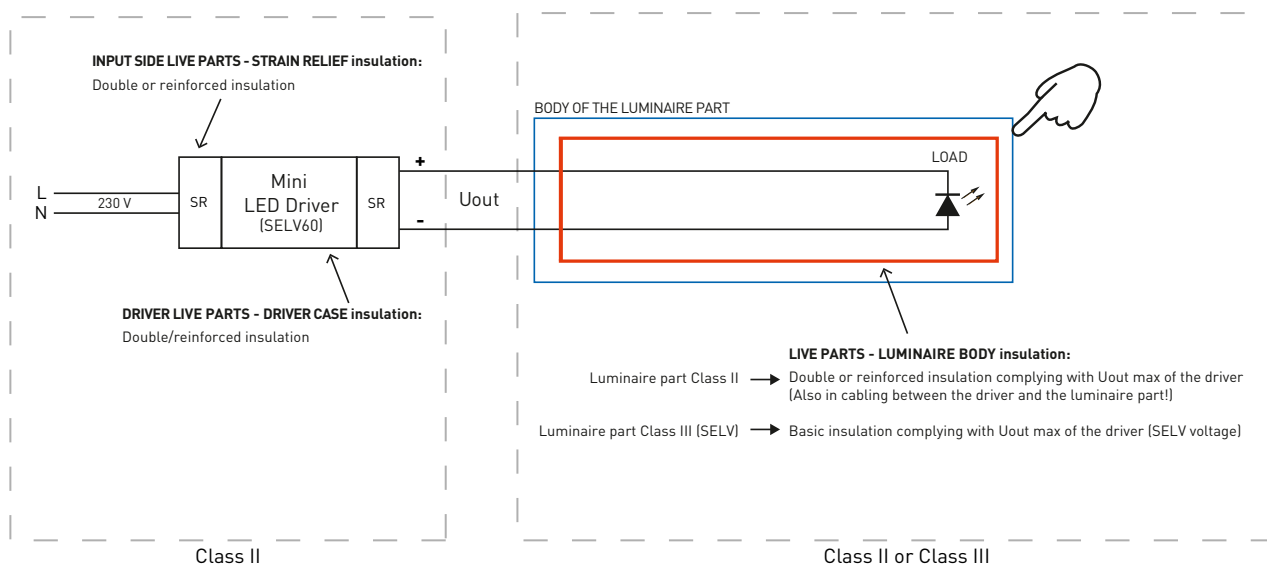 INPUT SIDE LIVE PARTS - STRAIN RELIEF insulation:
Double or reinforced insulation
BODY OF THE LUMINAIRE PART
LOAD
L
N
230 V
SR
Mini
LED Driver
(SELV60)
SR
+
-
Uout
DRIVER LIVE PARTS - DRIVER CASE insulation:
Double/reinforced insulation
LIVE PARTS - LUMINAIRE BODY insulation:
Luminaire part Class II
Double or reinforced insulation complying with Uout max of the driver
(Also in cabling between the driver and the luminaire part!)
Luminaire part Class III (SELV)
Basic insulation complying with Uout max of the driver (SELV voltage)
Class II
Class II or Class III